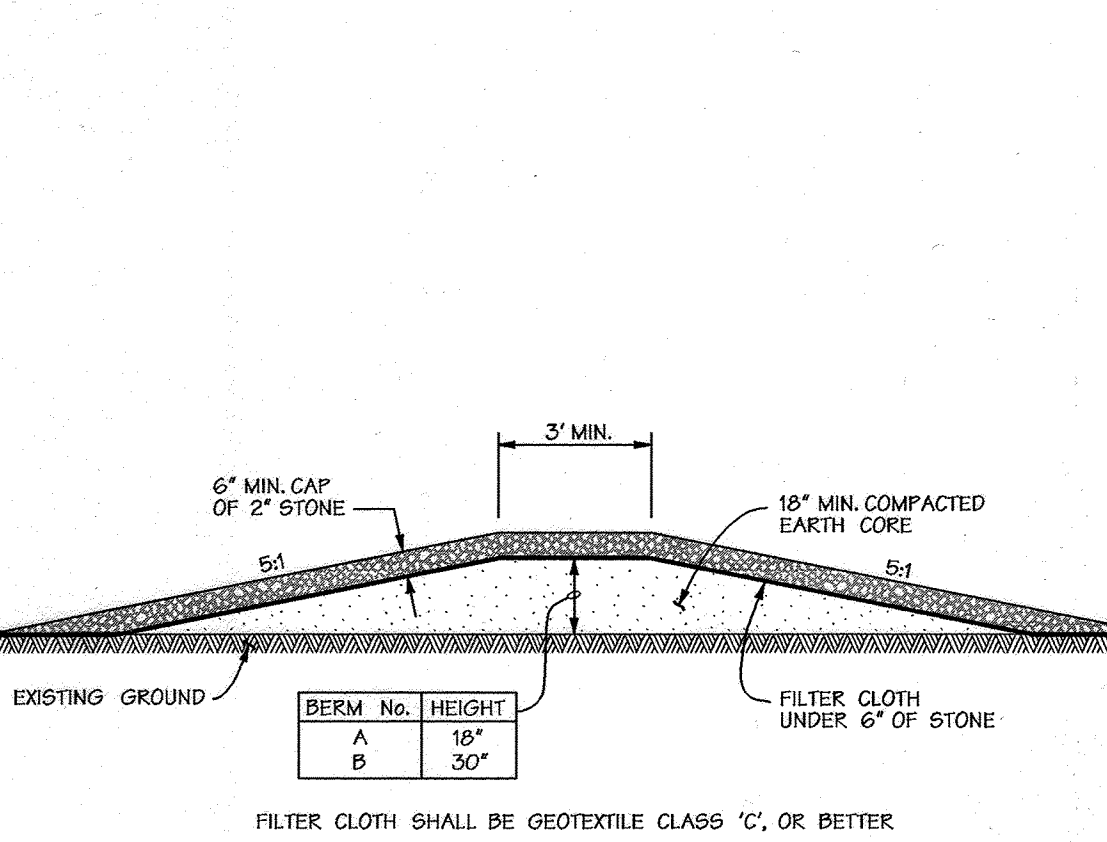 3' MIN.
6" MIN. CAP
OF 2" STONE
18" MIN. COMPACTED
EARTH CORE
5:1
5:1
EXISTING GROUND
BERM No. HEIGHT
A 18"
B 30"
FILTER CLOTH
UNDER 6" OF STONE
FILTER CLOTH SHALL BE GEOTEXTILE CLASS 'C', OR BETTER